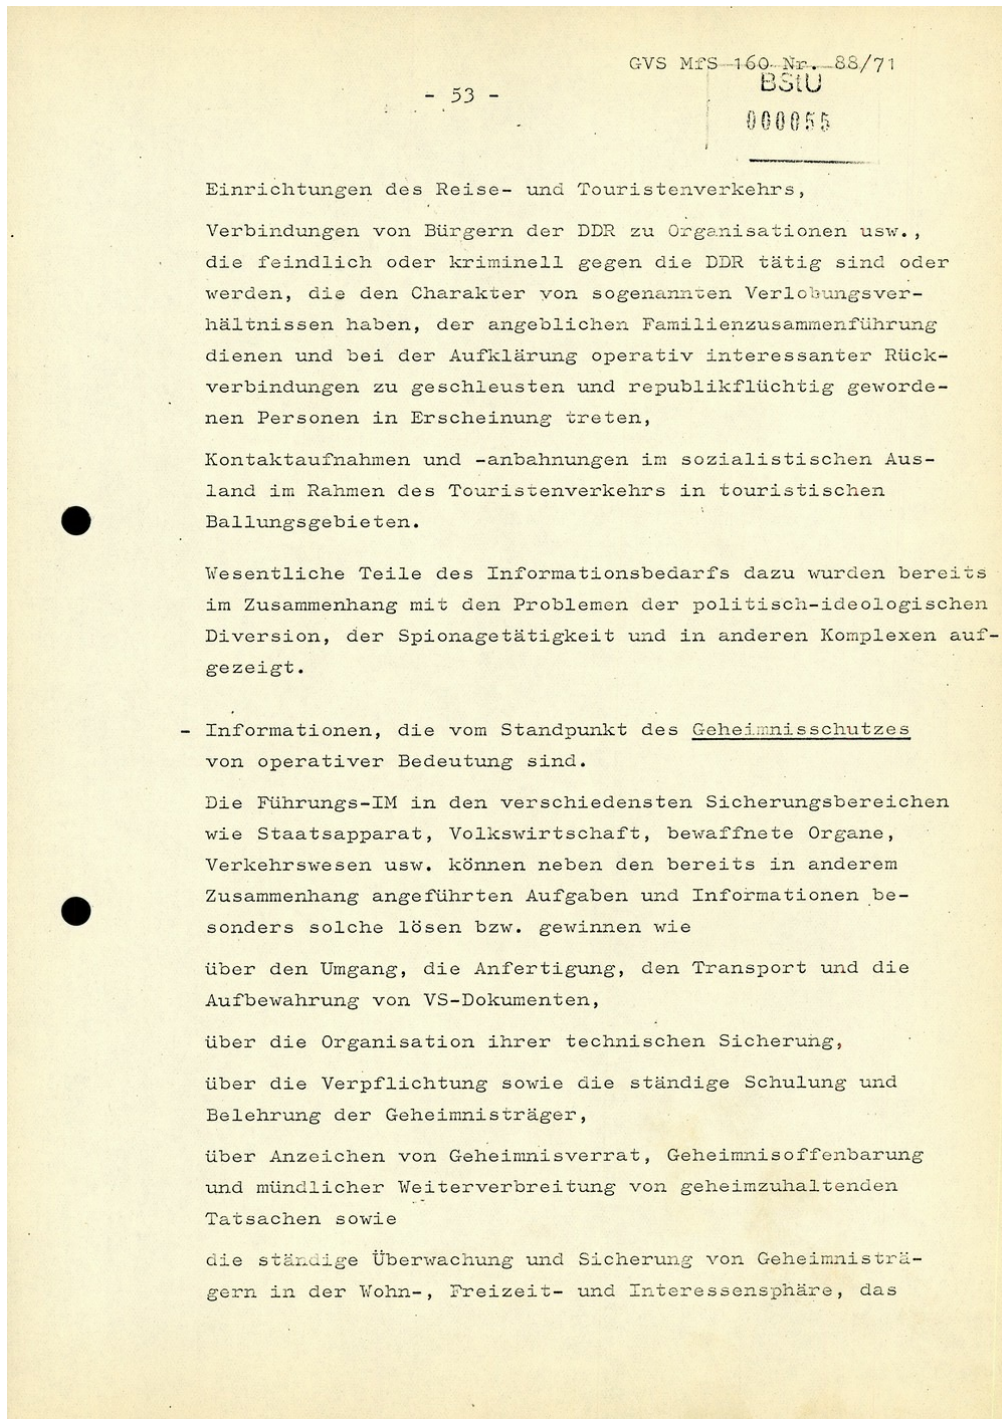 GVS MfS 160 Nr. 88/71
BStU
- 53 -
000055
Einrichtungen des Reise- und Touristenverkehrs,
Verbindungen von Bürgern der DDR zu Organisationen usw.,
die feindlich oder kriminell gegen die DDR tätig sind oder
werden, die den Charakter von sogenannten Verlobungsver-
hältnissen haben, der angeblichen Familienzusammenführung
dienen und bei der Aufklärung operativ interessanter Rück-
verbindungen zu geschleusten und republikflüchtig geworde-
nen Personen in Erscheinung treten,
Kontaktaufnahmen und -anbahnungen im sozialistischen Aus-
land im Rahmen des Touristenverkehrs in touristischen
Ballungsgebieten.
Wesentliche Teile des Informationsbedarfs dazu wurden bereits
im Zusammenhang mit den Problemen der politisch-ideologischen
Diversion, der Spionagetätigkeit und in anderen Komplexen auf-
gezeigt.
- Informationen, die vom Standpunkt des Geheimnisschutzes
von operativer Bedeutung sind.
Die Führungs-IM in den verschiedensten Sicherungsbereichen
wie Staatsapparat, Volkswirtschaft, bewaffnete Organe,
Verkehrswesen usw. können neben den bereits in anderem
Zusammenhang angeführten Aufgaben und Informationen be-
sonders solche lösen bzw. gewinnen wie
über den Umgang, die Anfertigung, den Transport und die
Aufbewahrung von VS-Dokumenten,
über die Organisation ihrer technischen Sicherung,
über die Verpflichtung sowie die ständige Schulung und
Belehrung der Geheimnisträger,
über Anzeichen von Geheimnisverrat, Geheimnisoffenbarung
und mündlicher Weiterverbreitung von geheimzuhaltenden
Tatsachen sowie
die ständige Überwachung und Sicherung von Geheimnisträ-
gern in der Wohn-, Freizeit- und Interessensphäre, das